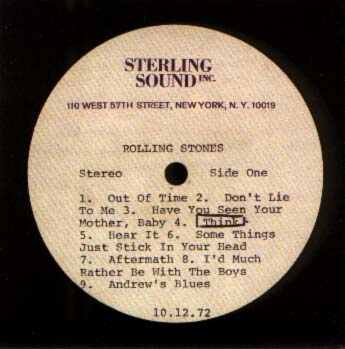 STERLING
SOUND INC.
110 WEST 57TH STREET, NEW YORK, N. Y. 10019
ROLLING STONES
Stereo Side One
1. Out Of Time 2. Don't Lie
To Me 3. Have You Seen Your
Mother, Baby 4. Think
5. Hear It 6. Some Things
Just Stick In Your Head
7. Aftermath 8. I'd Much
Rather Be With The Boys
9. Andrew's Blues
10.12.72